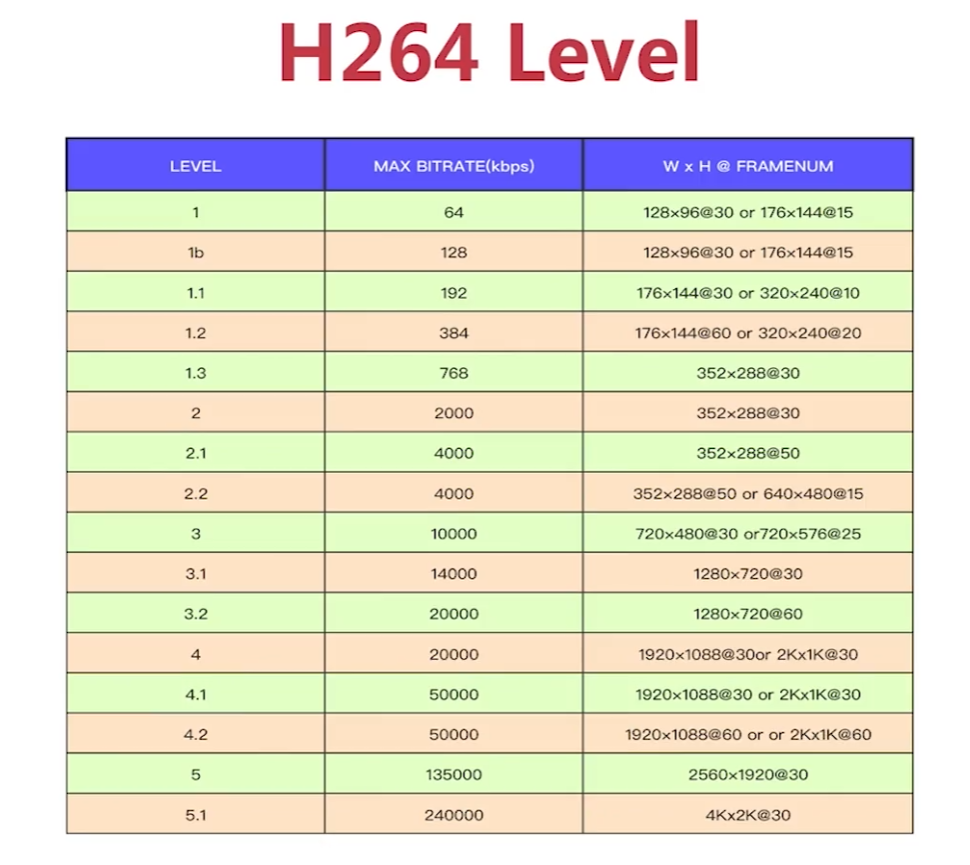 H264 Level
LEVEL MAX BITRATE(kbps) W x H @ FRAMENUM
1 64 128×96@30 or 176×144@15
1b 128 128×96@30 or 176×144@15
1.1 192 176×144@30 or 320×240@10
1.2 384 176×144@60 or 320×240@20
1.3 768 352×288@30
2 2000 352×288@30
2.1 4000 352×288@50
2.2 4000 352×288@50 or 640×480@15
3 10000 720×480@30 or720×576@25
3.1 14000 1280×720@30
3.2 20000 1280×720@60
4 20000 1920×1088@30or 2Kx1K@30
4.1 50000 1920×1088@30 or 2Kx1K@30
4.2 50000 1920×1088@60 or or 2Kx1K@60
5 135000 2560×1920@30
5.1 240000 4Kx2K@30